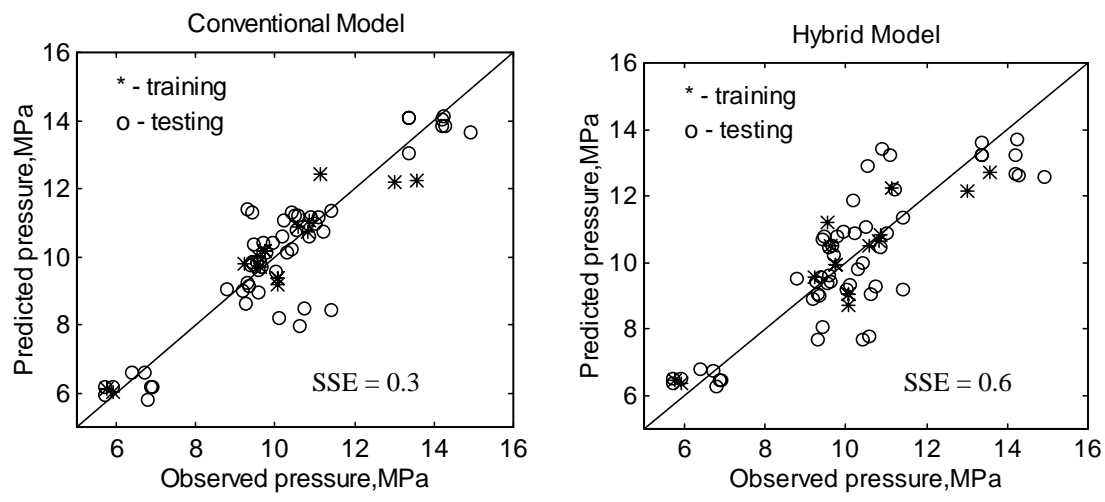 Conventional Model
16
14
12
10
8
6
Predicted pressure,MPa
* - training
o - testing
SSE = 0.3
6 8 10 12 14 16
Observed pressure,MPa
Hybrid Model
16
14
12
10
8
6
Predicted pressure,MPa
* - training
o - testing
SSE = 0.6
6 8 10 12 14 16
Observed pressure,MPa